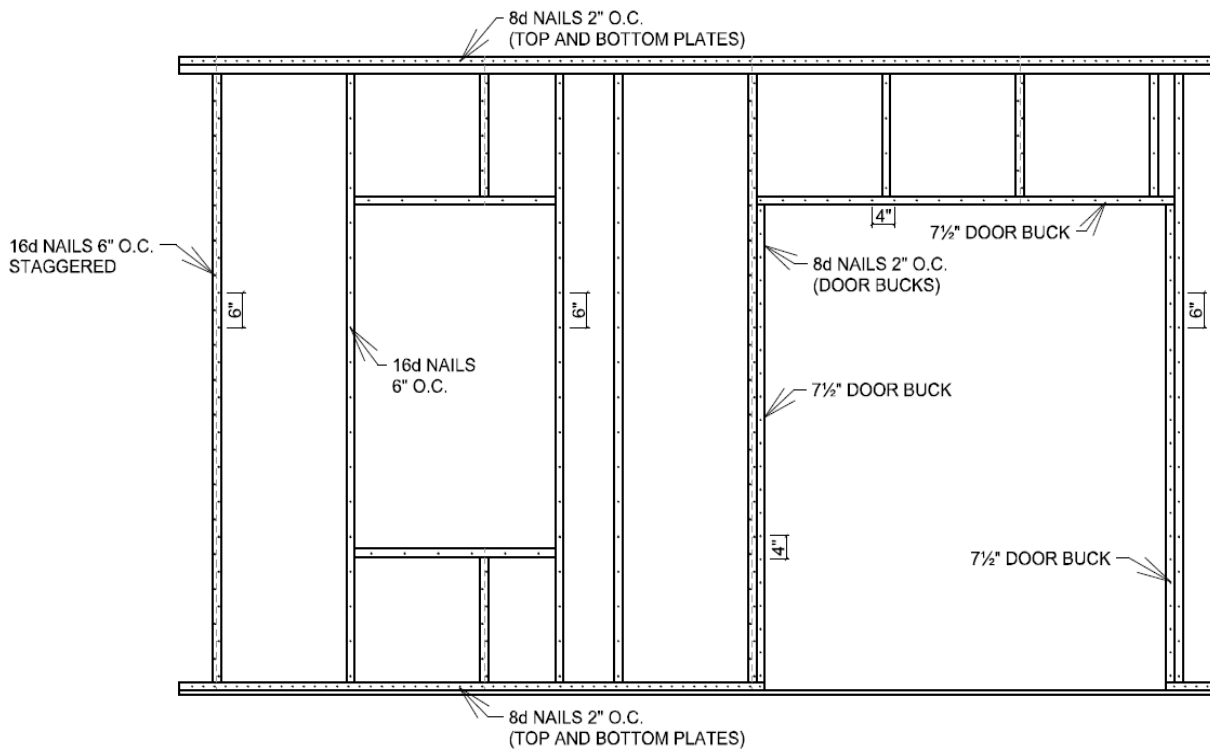 8d NAILS 2" O.C.
(TOP AND BOTTOM PLATES)
4"
7½" DOOR BUCK
16d NAILS 6" O.C.
STAGGERED
8d NAILS 2" O.C.
(DOOR BUCKS)
6"
6"
6"
16d NAILS
6" O.C.
7½" DOOR BUCK
4"
7½" DOOR BUCK
8d NAILS 2" O.C.
(TOP AND BOTTOM PLATES)